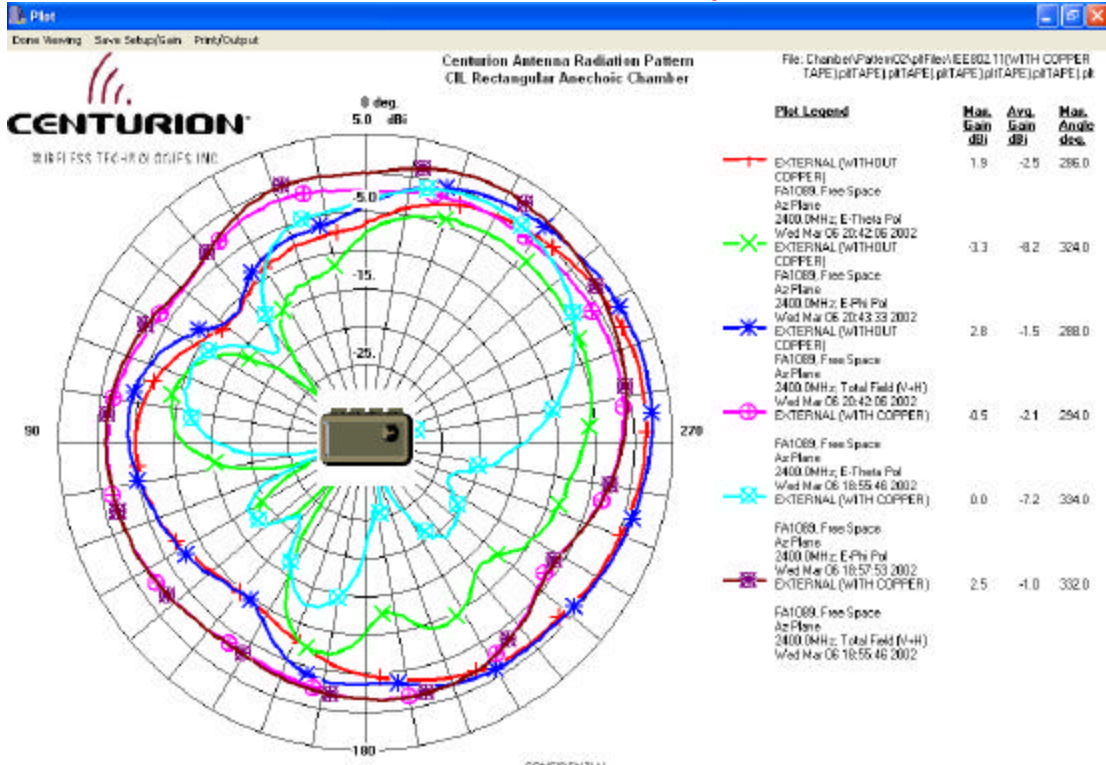 Plot
Done Viewing Save Setup/Gain Print/Output
Centurion Antenna Radiation Pattern
CIL Rectangular Anechoic Chamber
File: Chamber\Pattern02\pltFiles\IEEE802.11(WITH COPPER
TAPE).pltTAPE).pltTAPE).pltTAPE).pltTAPE).pltTAPE).plt
CENTURION
WIRELESS TECHNOLOGIES INC.
0 deg.
5.0 dBi
-5.0
-15.
-25.
90
270
180
Plot Legend Max. Gain dBi Avg. Gain dBi Max. Angle deg.
EXTERNAL (WITHOUT 1.9 -2.5 286.0
COPPER)
FA1089, Free Space
Az Plane
2400.0MHz; E-Theta Pol
Wed Mar 06 20:42:06 2002
EXTERNAL (WITHOUT -8.2 324.0
COPPER)
FA1089, Free Space
Az Plane
2400.0MHz; E-Phi Pol
Wed Mar 06 20:43:33 2002
EXTERNAL (WITHOUT 2.8 -1.5 288.0
COPPER)
FA1089, Free Space
Az Plane
2400.0MHz; Total Field (V+H)
Wed Mar 06 20:42:06 2002
EXTERNAL (WITH COPPER) -2.1 294.0
FA1089, Free Space
Az Plane
2400.0MHz; E-Theta Pol
Wed Mar 06 18:55:46 2002
EXTERNAL (WITH COPPER) 0.0 -7.2 334.0
FA1089, Free Space
Az Plane
2400.0MHz; E-Phi Pol
Wed Mar 06 18:57:53 2002
EXTERNAL (WITH COPPER) 2.5 -1.0 332.0
FA1089, Free Space
Az Plane
2400.0MHz; Total Field (V+H)
Wed Mar 06 18:55:46 2002